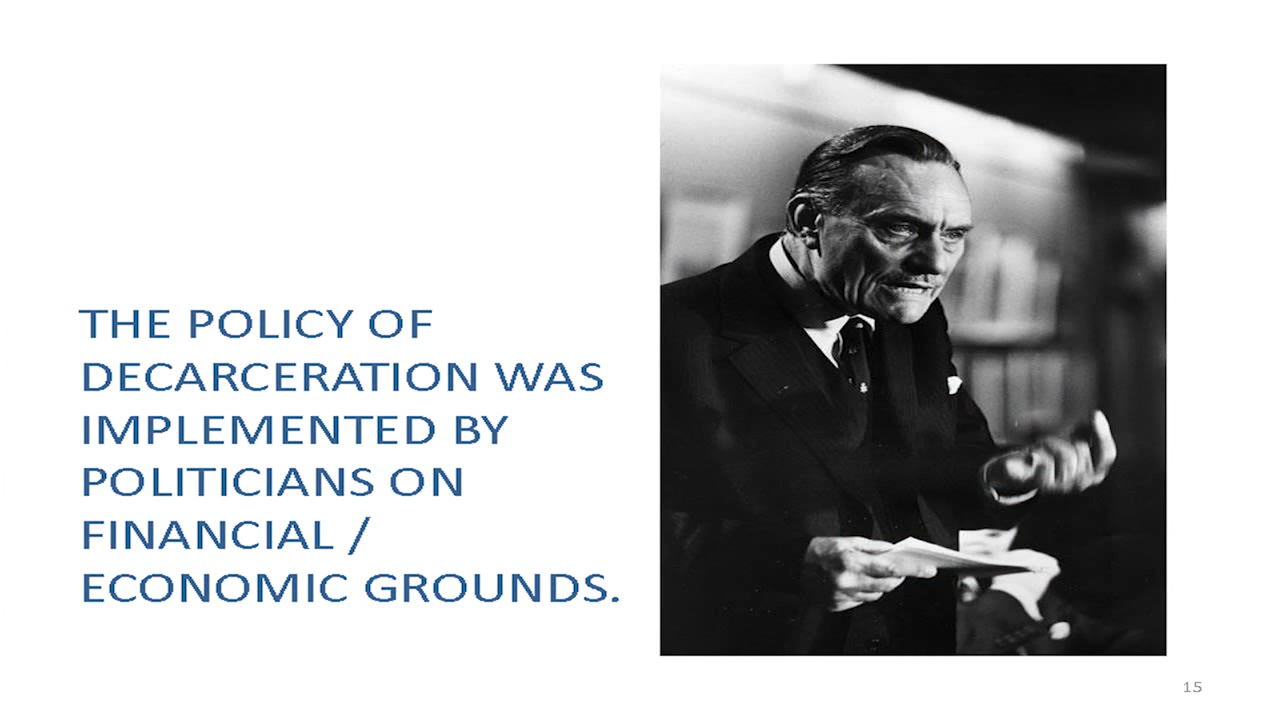 THE POLICY OF
DECARCERATION WAS
IMPLEMENTED BY
POLITICIANS ON
FINANCIAL /
ECONOMIC GROUNDS.
15